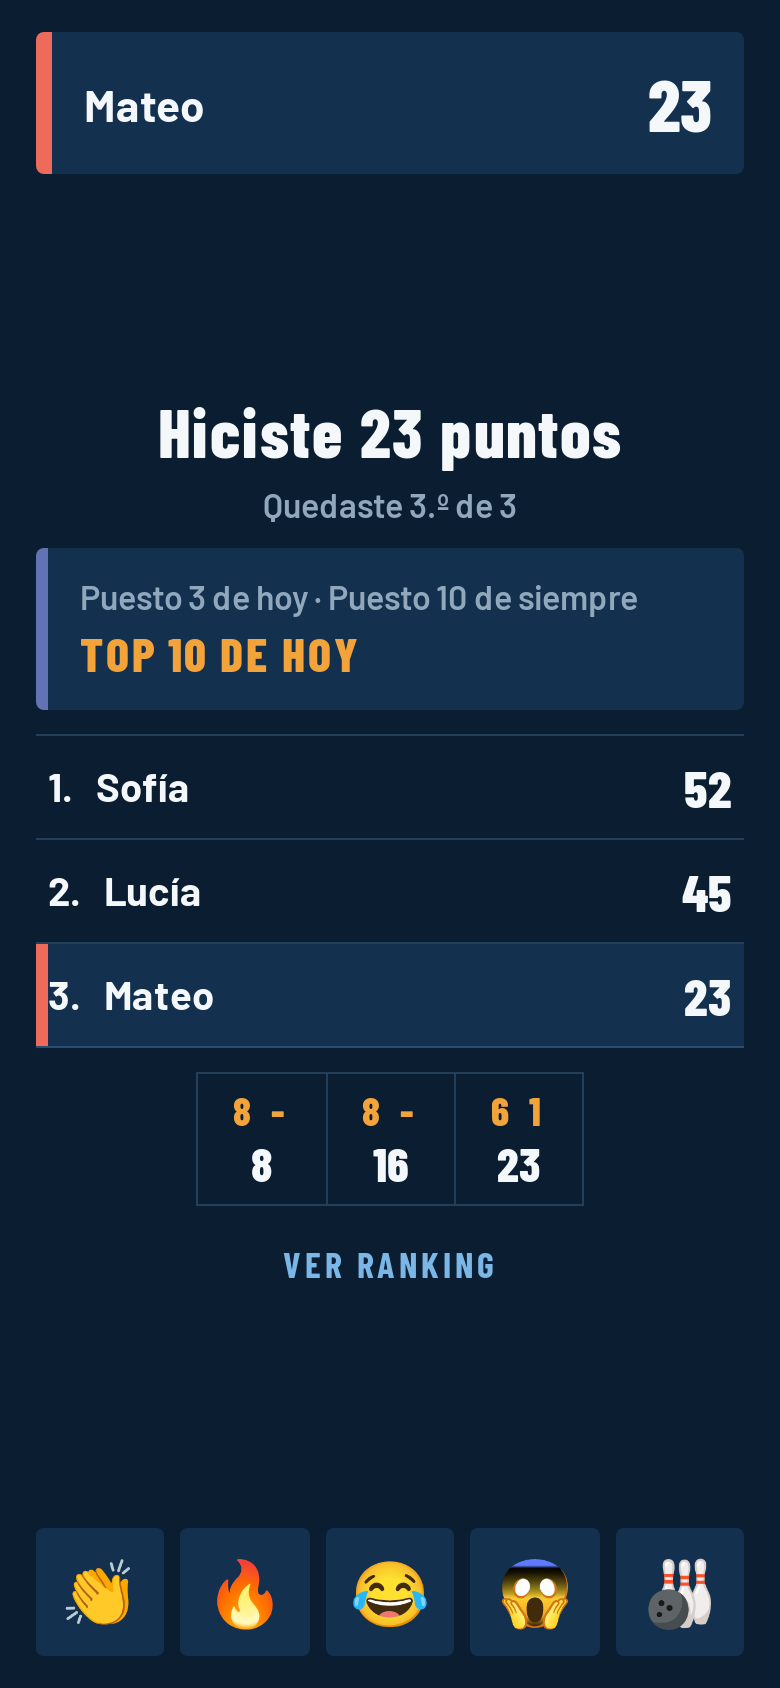 Mateo 23
Hiciste 23 puntos
Quedaste 3.º de 3
Puesto 3 de hoy · Puesto 10 de siempre
TOP 10 DE HOY
1. Sofía 52
2. Lucía 45
3. Mateo 23
8 - 8 - 6 1
8 16 23
VER RANKING